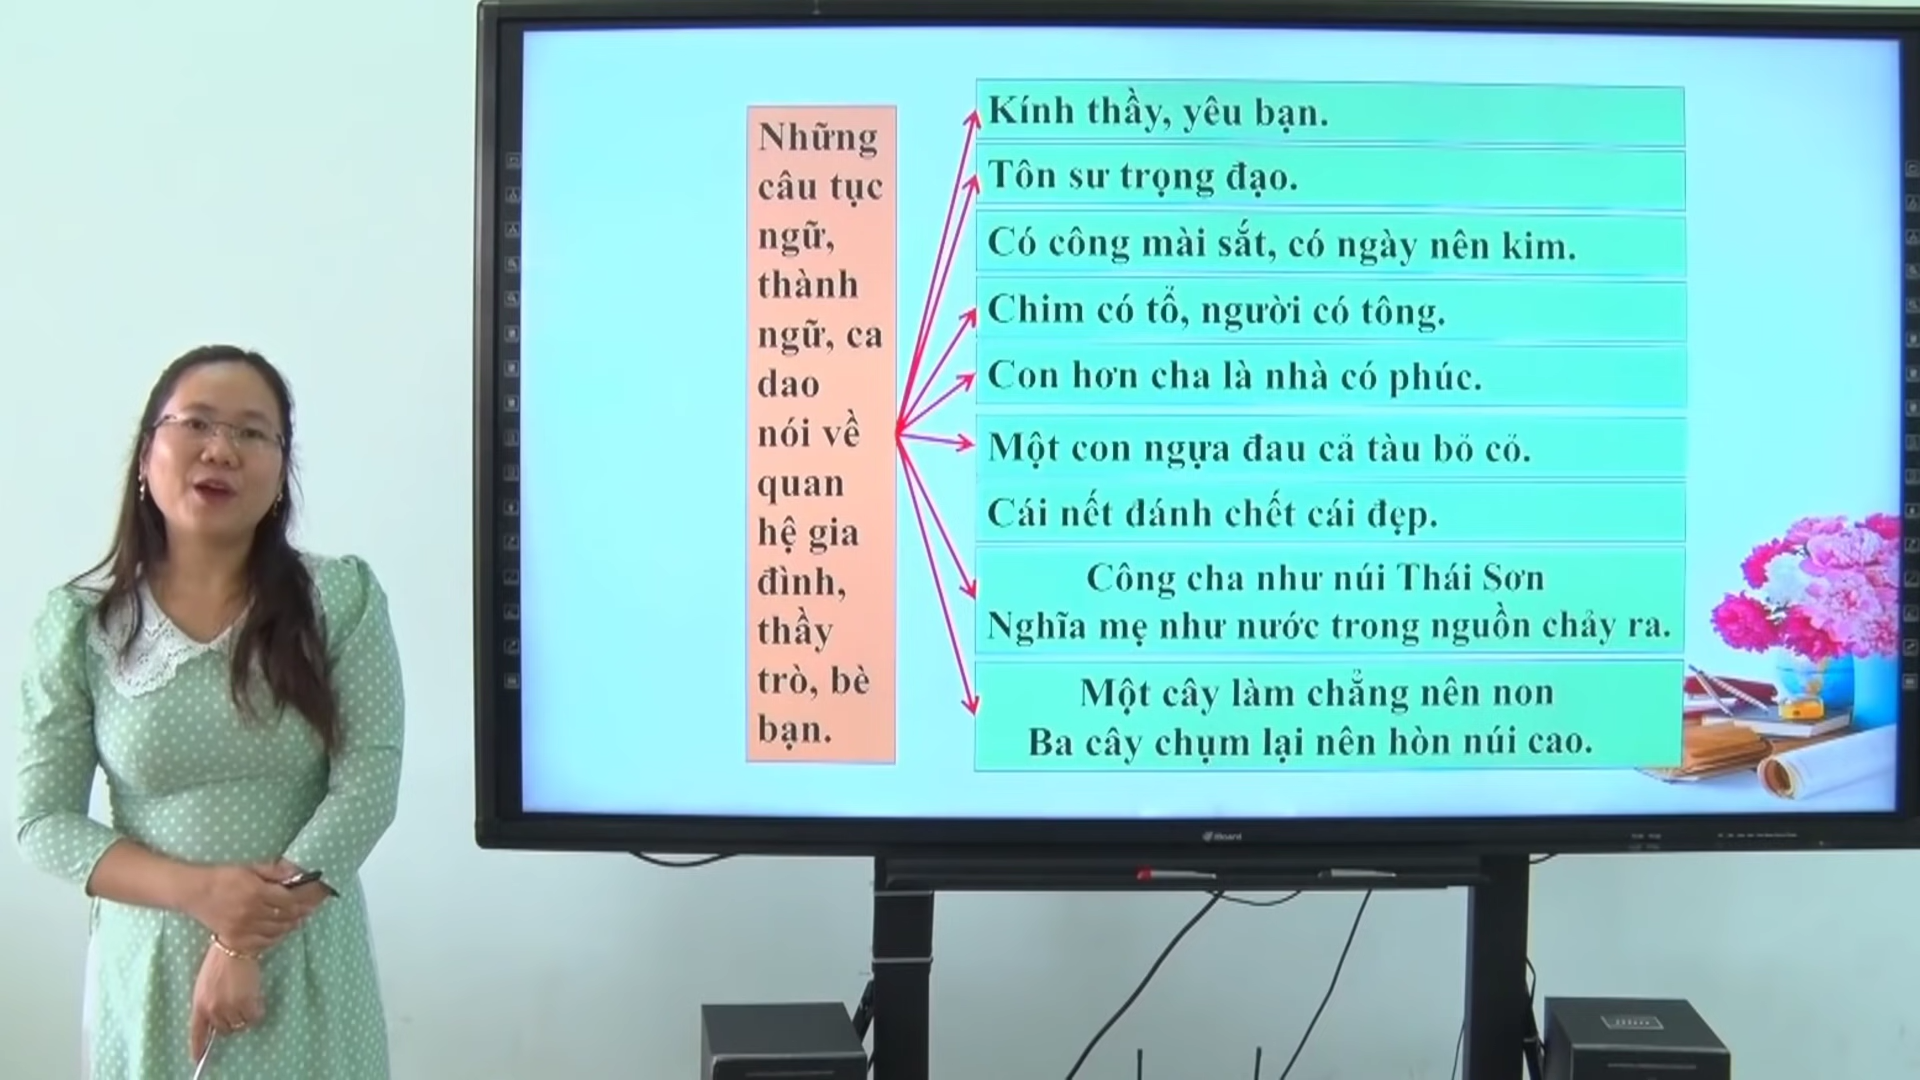 Những
câu tục
ngữ,
thành
ngữ, ca
dao
nói về
quan
hệ gia
đình,
thầy
trò, bè
bạn.
Kính thầy, yêu bạn.
Tôn sư trọng đạo.
Có công mài sắt, có ngày nên kim.
Chim có tổ, người có tông.
Con hơn cha là nhà có phúc.
Một con ngựa đau cả tàu bỏ cỏ.
Cái nết đánh chết cái đẹp.
Công cha như núi Thái Sơn
Nghĩa mẹ như nước trong nguồn chảy ra.
Một cây làm chẳng nên non
Ba cây chụm lại nên hòn núi cao.